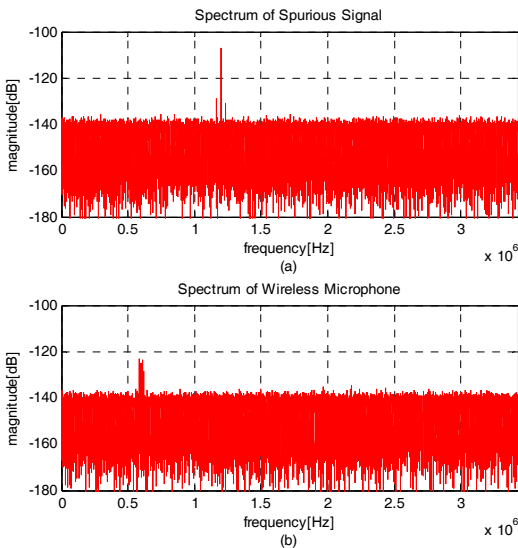 Spectrum of Spurious Signal
-100
-120
-140
-160
-180
magnitude[dB]
0 0.5 1 1.5 2 2.5 3
x 10^6
frequency[Hz]
(a)
Spectrum of Wireless Microphone
-100
-120
-140
-160
-180
magnitude[dB]
0 0.5 1 1.5 2 2.5 3
x 10^6
frequency[Hz]
(b)